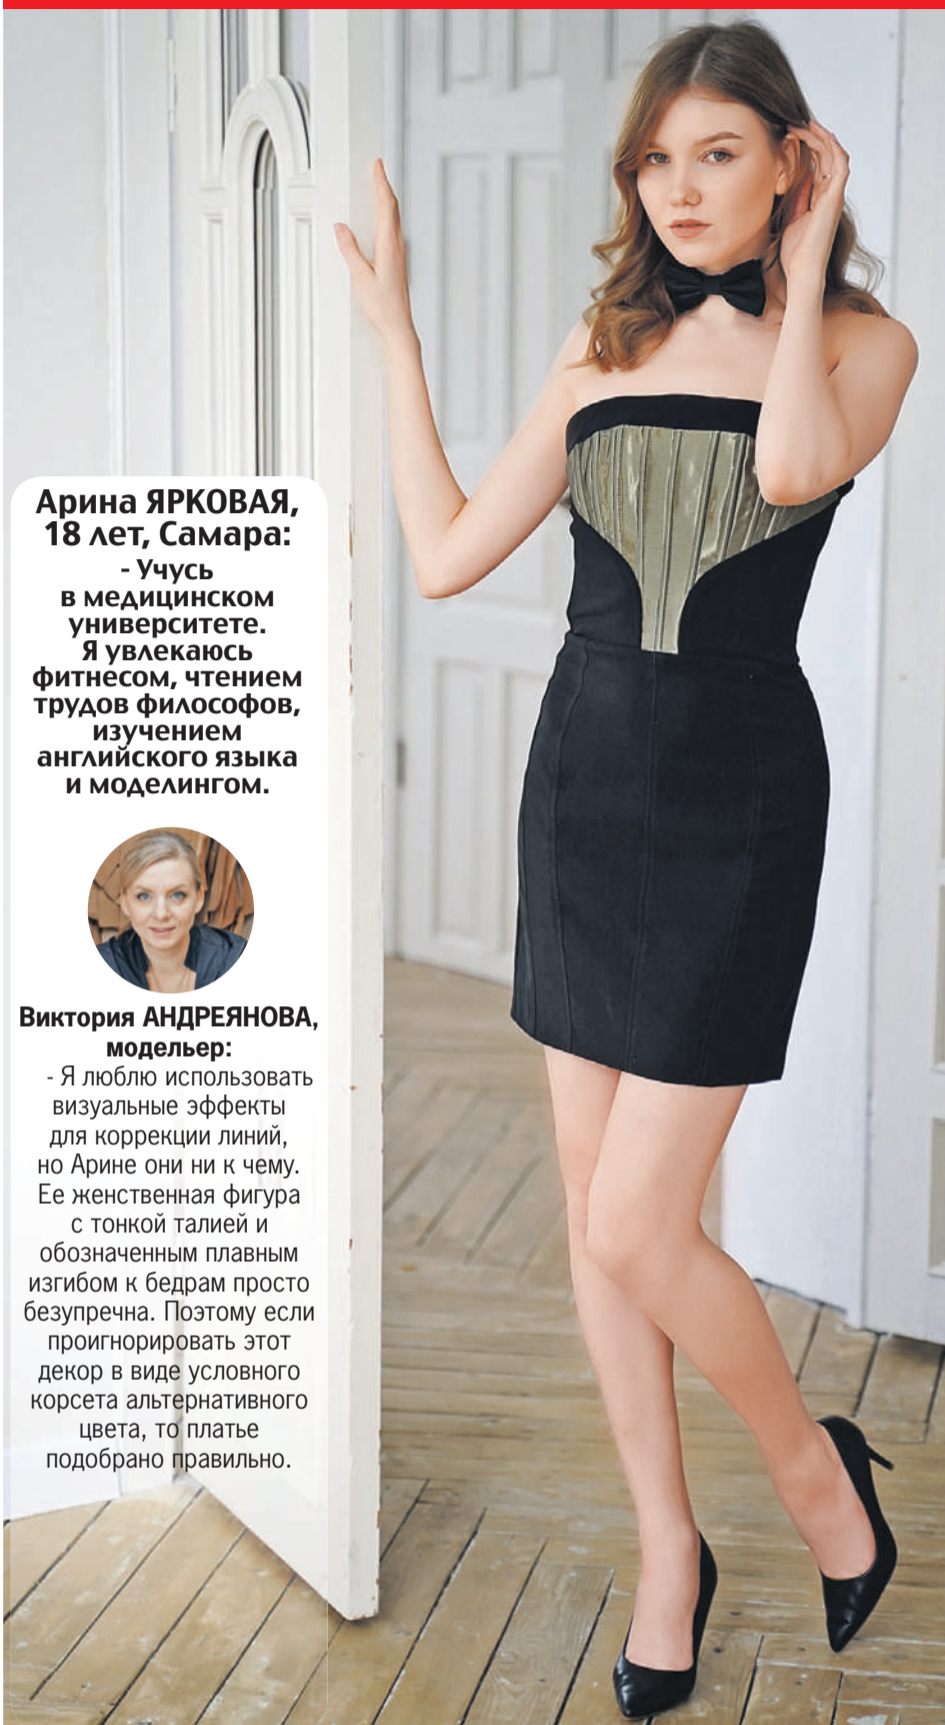 Арина ЯРКОВАЯ,
18 лет, Самара:
- Учусь
в медицинском
университете.
Я увлекаюсь
фитнесом, чтением
трудов философов,
изучением
английского языка
и моделингом.
Виктория АНДРЕЯНОВА,
модельер:
- Я люблю использовать
визуальные эффекты
для коррекции линий,
но Арине они ни к чему.
Ее женственная фигура
с тонкой талией и
обозначенным плавным
изгибом к бедрам просто
безупречна. Поэтому если
проигнорировать этот
декор в виде условного
корсета альтернативного
цвета, то платье
подобрано правильно.